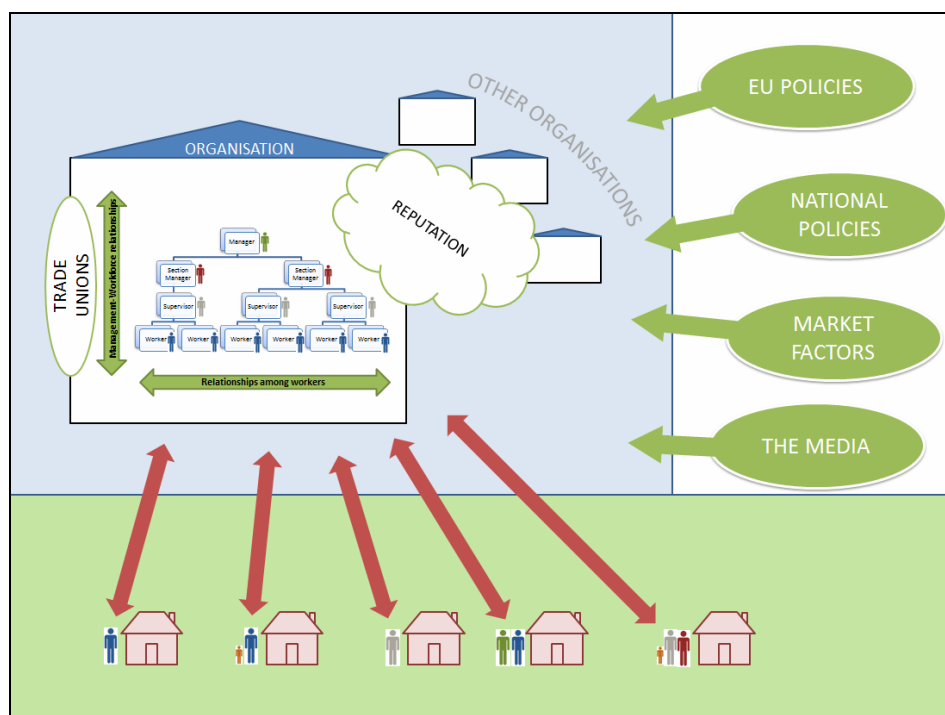 ORGANISATION
OTHER ORGANISATIONS
REPUTATION
TRADE
UNIONS
Management-Workforce relationships
Manager
Section
Manager
Section
Manager
Supervisor
Supervisor
Supervisor
Worker
Worker
Worker
Worker
Worker
Worker
Relationships among workers
EU POLICIES
NATIONAL
POLICIES
MARKET
FACTORS
THE MEDIA